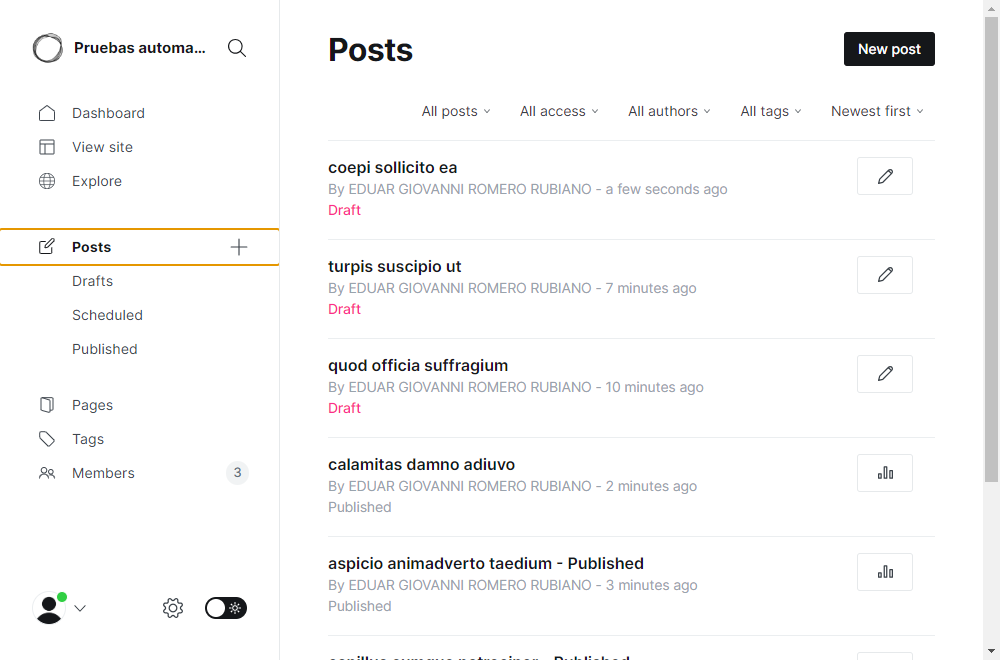 Pruebas automa...
Dashboard
View site
Explore
Posts
Drafts
Scheduled
Published
Pages
Tags
Members
3
Posts
New post
All posts
All access
All authors
All tags
Newest first
coepi sollicito ea
By EDUAR GIOVANNI ROMERO RUBIANO - a few seconds ago
Draft
turpis suscipio ut
By EDUAR GIOVANNI ROMERO RUBIANO - 7 minutes ago
Draft
quod officia suffragium
By EDUAR GIOVANNI ROMERO RUBIANO - 10 minutes ago
Draft
calamitas damno adiuvo
By EDUAR GIOVANNI ROMERO RUBIANO - 2 minutes ago
Published
aspicio animadverto taedium - Published
By EDUAR GIOVANNI ROMERO RUBIANO - 3 minutes ago
Published
- Published